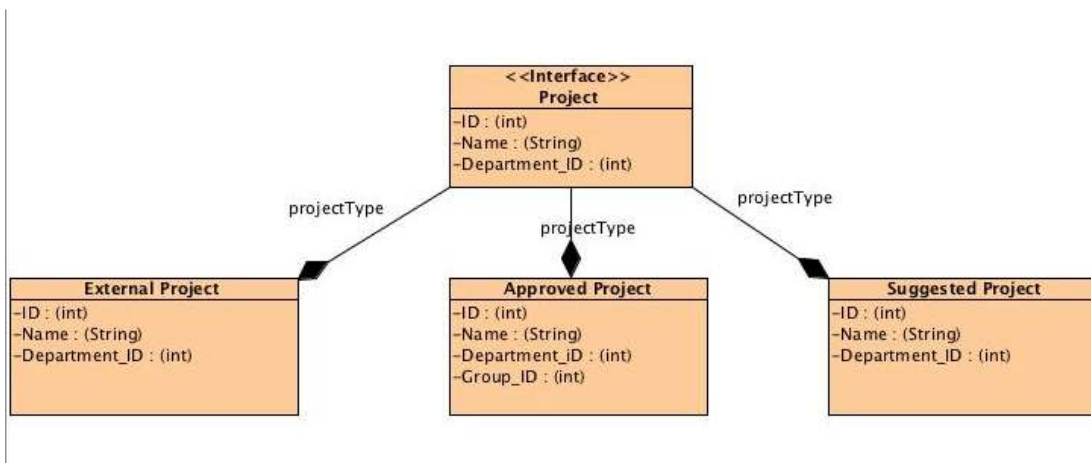 <<Interface>>
Project
-ID : (int)
-Name : (String)
-Department_ID : (int)
projectType
projectType
projectType
External Project
-ID : (int)
-Name : (String)
-Department_ID : (int)
Approved Project
-ID : (int)
-Name : (String)
-Department_iD : (int)
-Group_ID : (int)
Suggested Project
-ID : (int)
-Name : (String)
-Department_ID : (int)